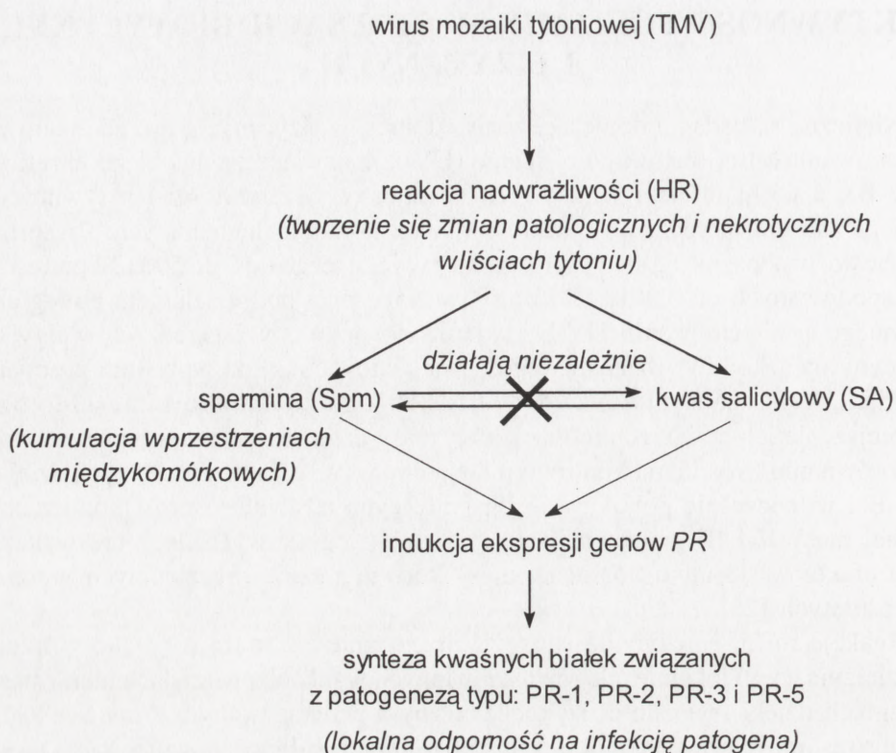 wirus mozaiki tytoniowej (TMV)
reakcja nadwrażliwości (HR)
(tworzenie się zmian patologicznych i nekrotycznych
w liściach tytoniu)
działają niezależnie
spermina (Spm)
kwas salicylowy (SA)
(kumulacja w przestrzeniach
międzykomórkowych)
indukcja ekspresji genów PR
synteza kwaśnych białek związanych
z patogenezą typu: PR-1, PR-2, PR-3 i PR-5
(lokalna odporność na infekcję patogena)